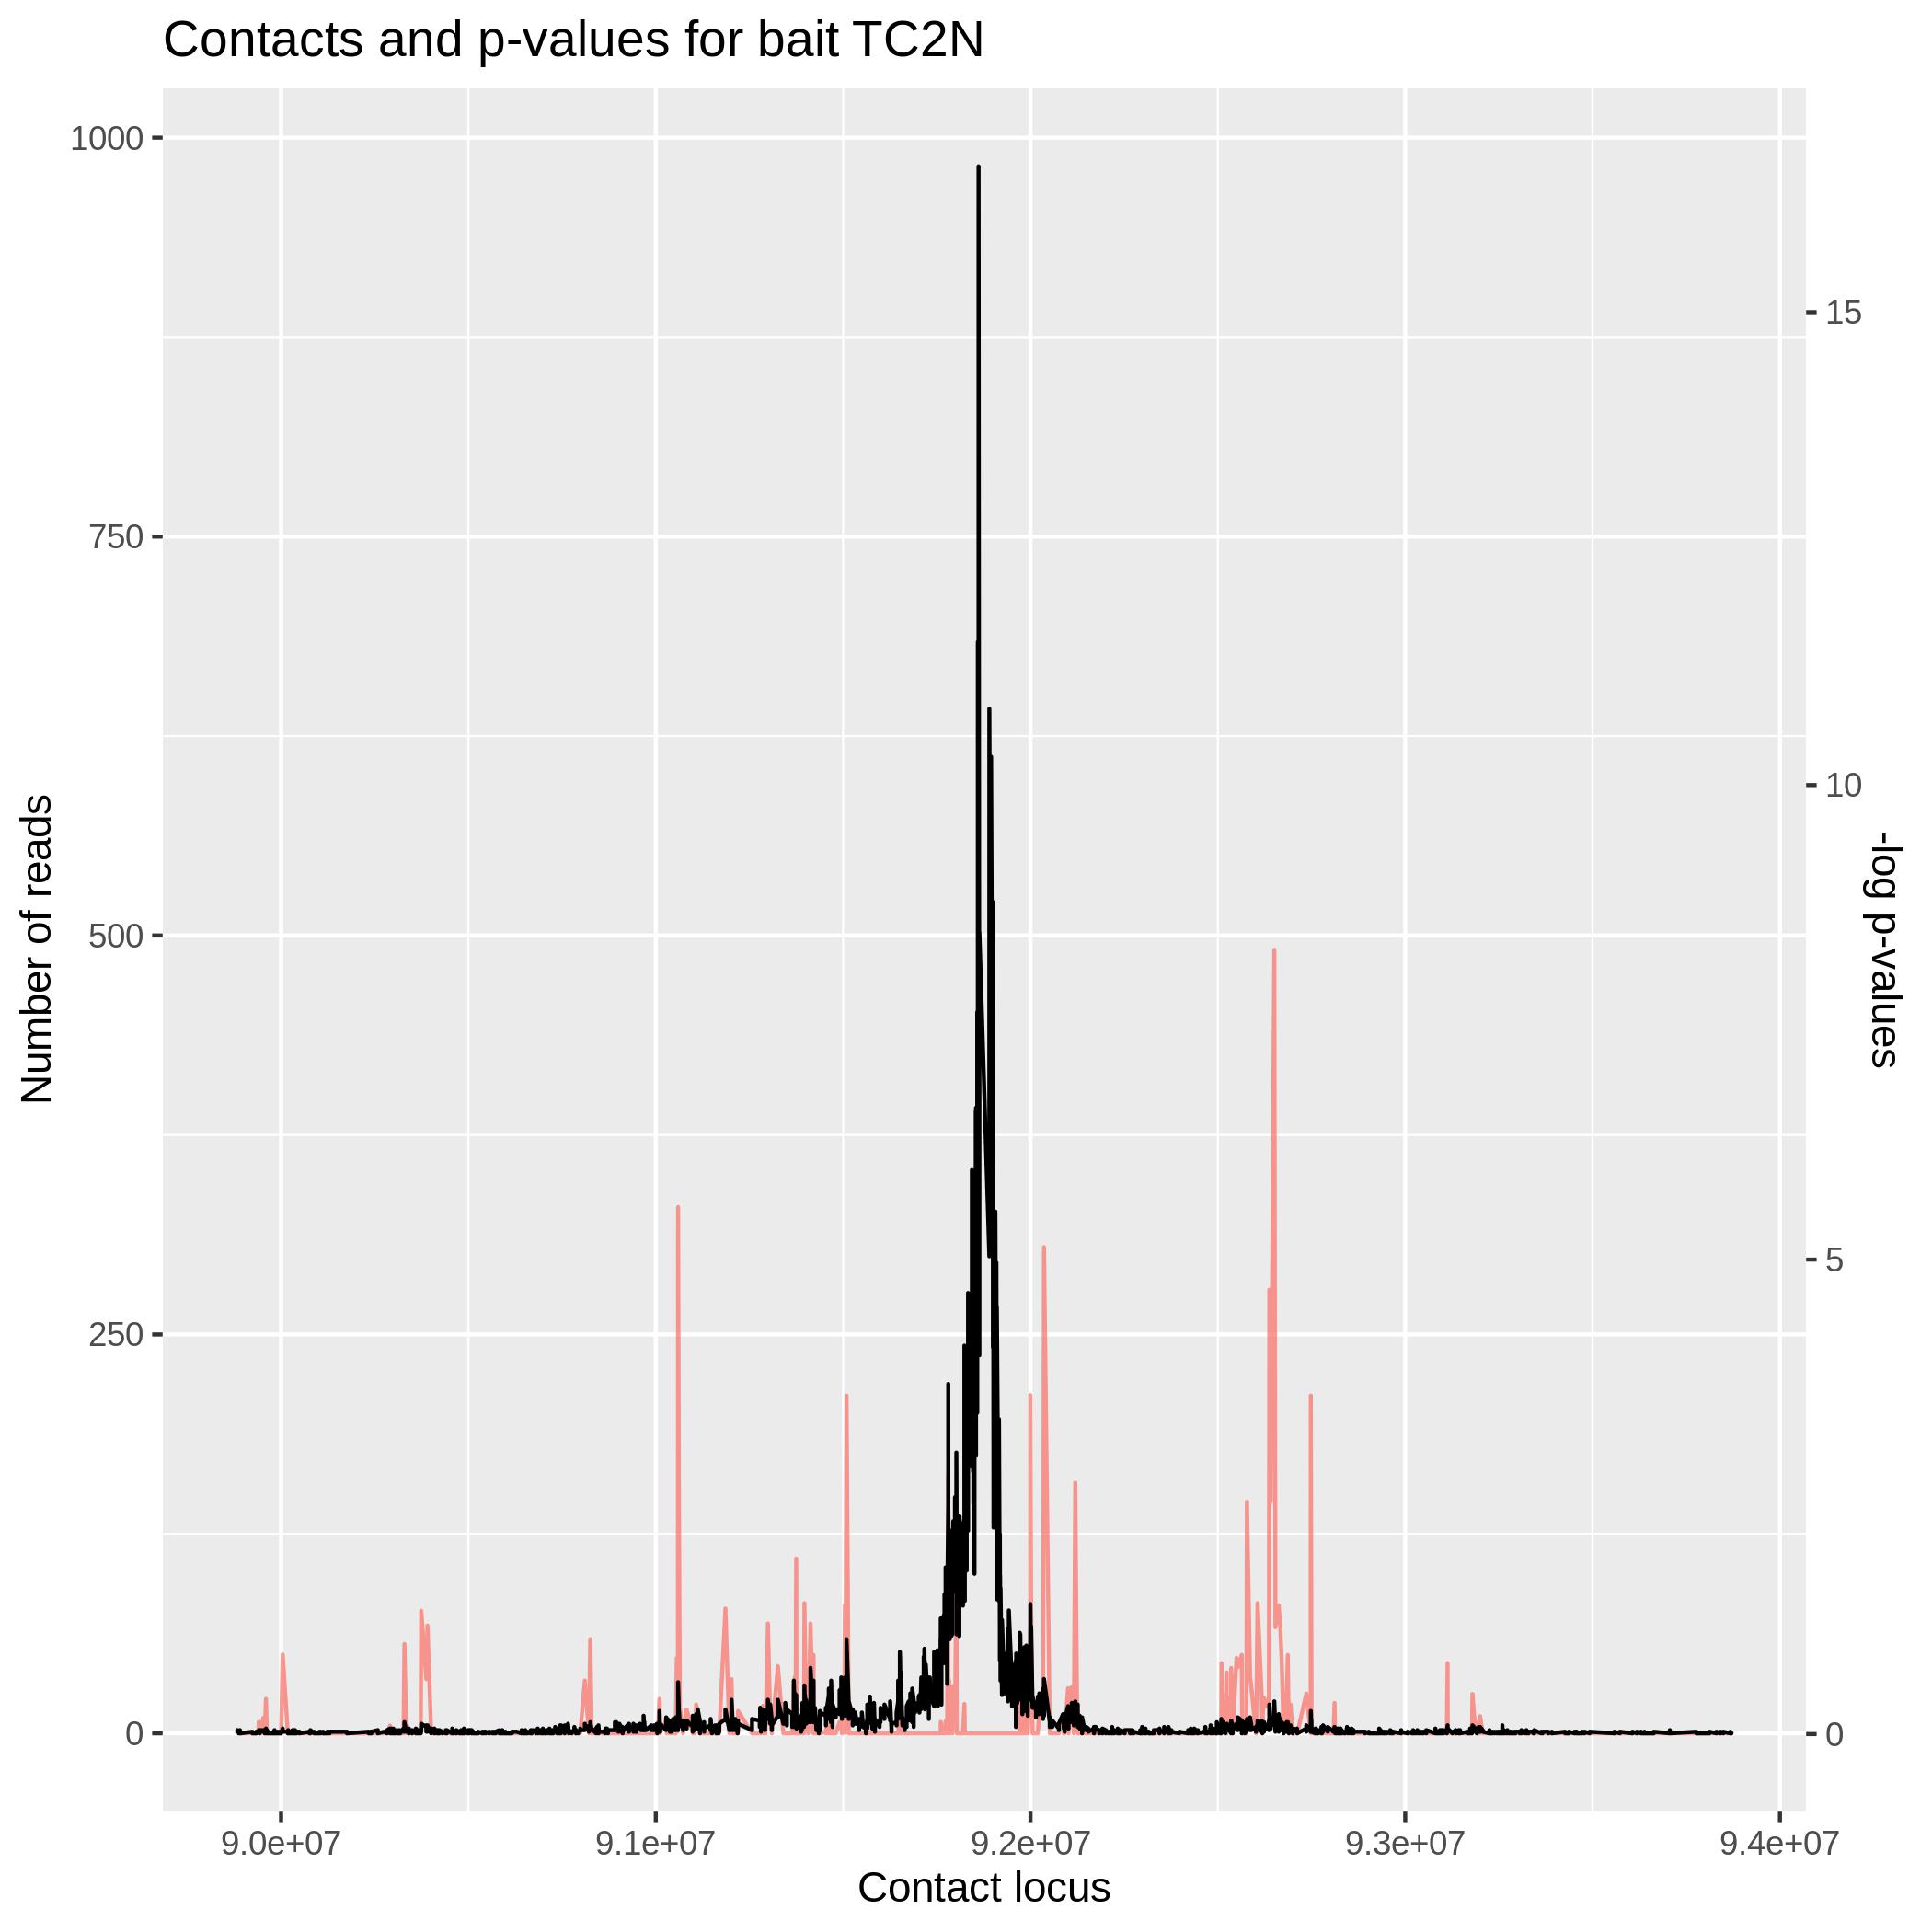 Contacts and p-values for bait TC2N
1000
750
500
250
0
Number of reads
15
10
5
0
-log p-values
9.0e+07
9.1e+07
9.2e+07
9.3e+07
9.4e+07
Contact locus